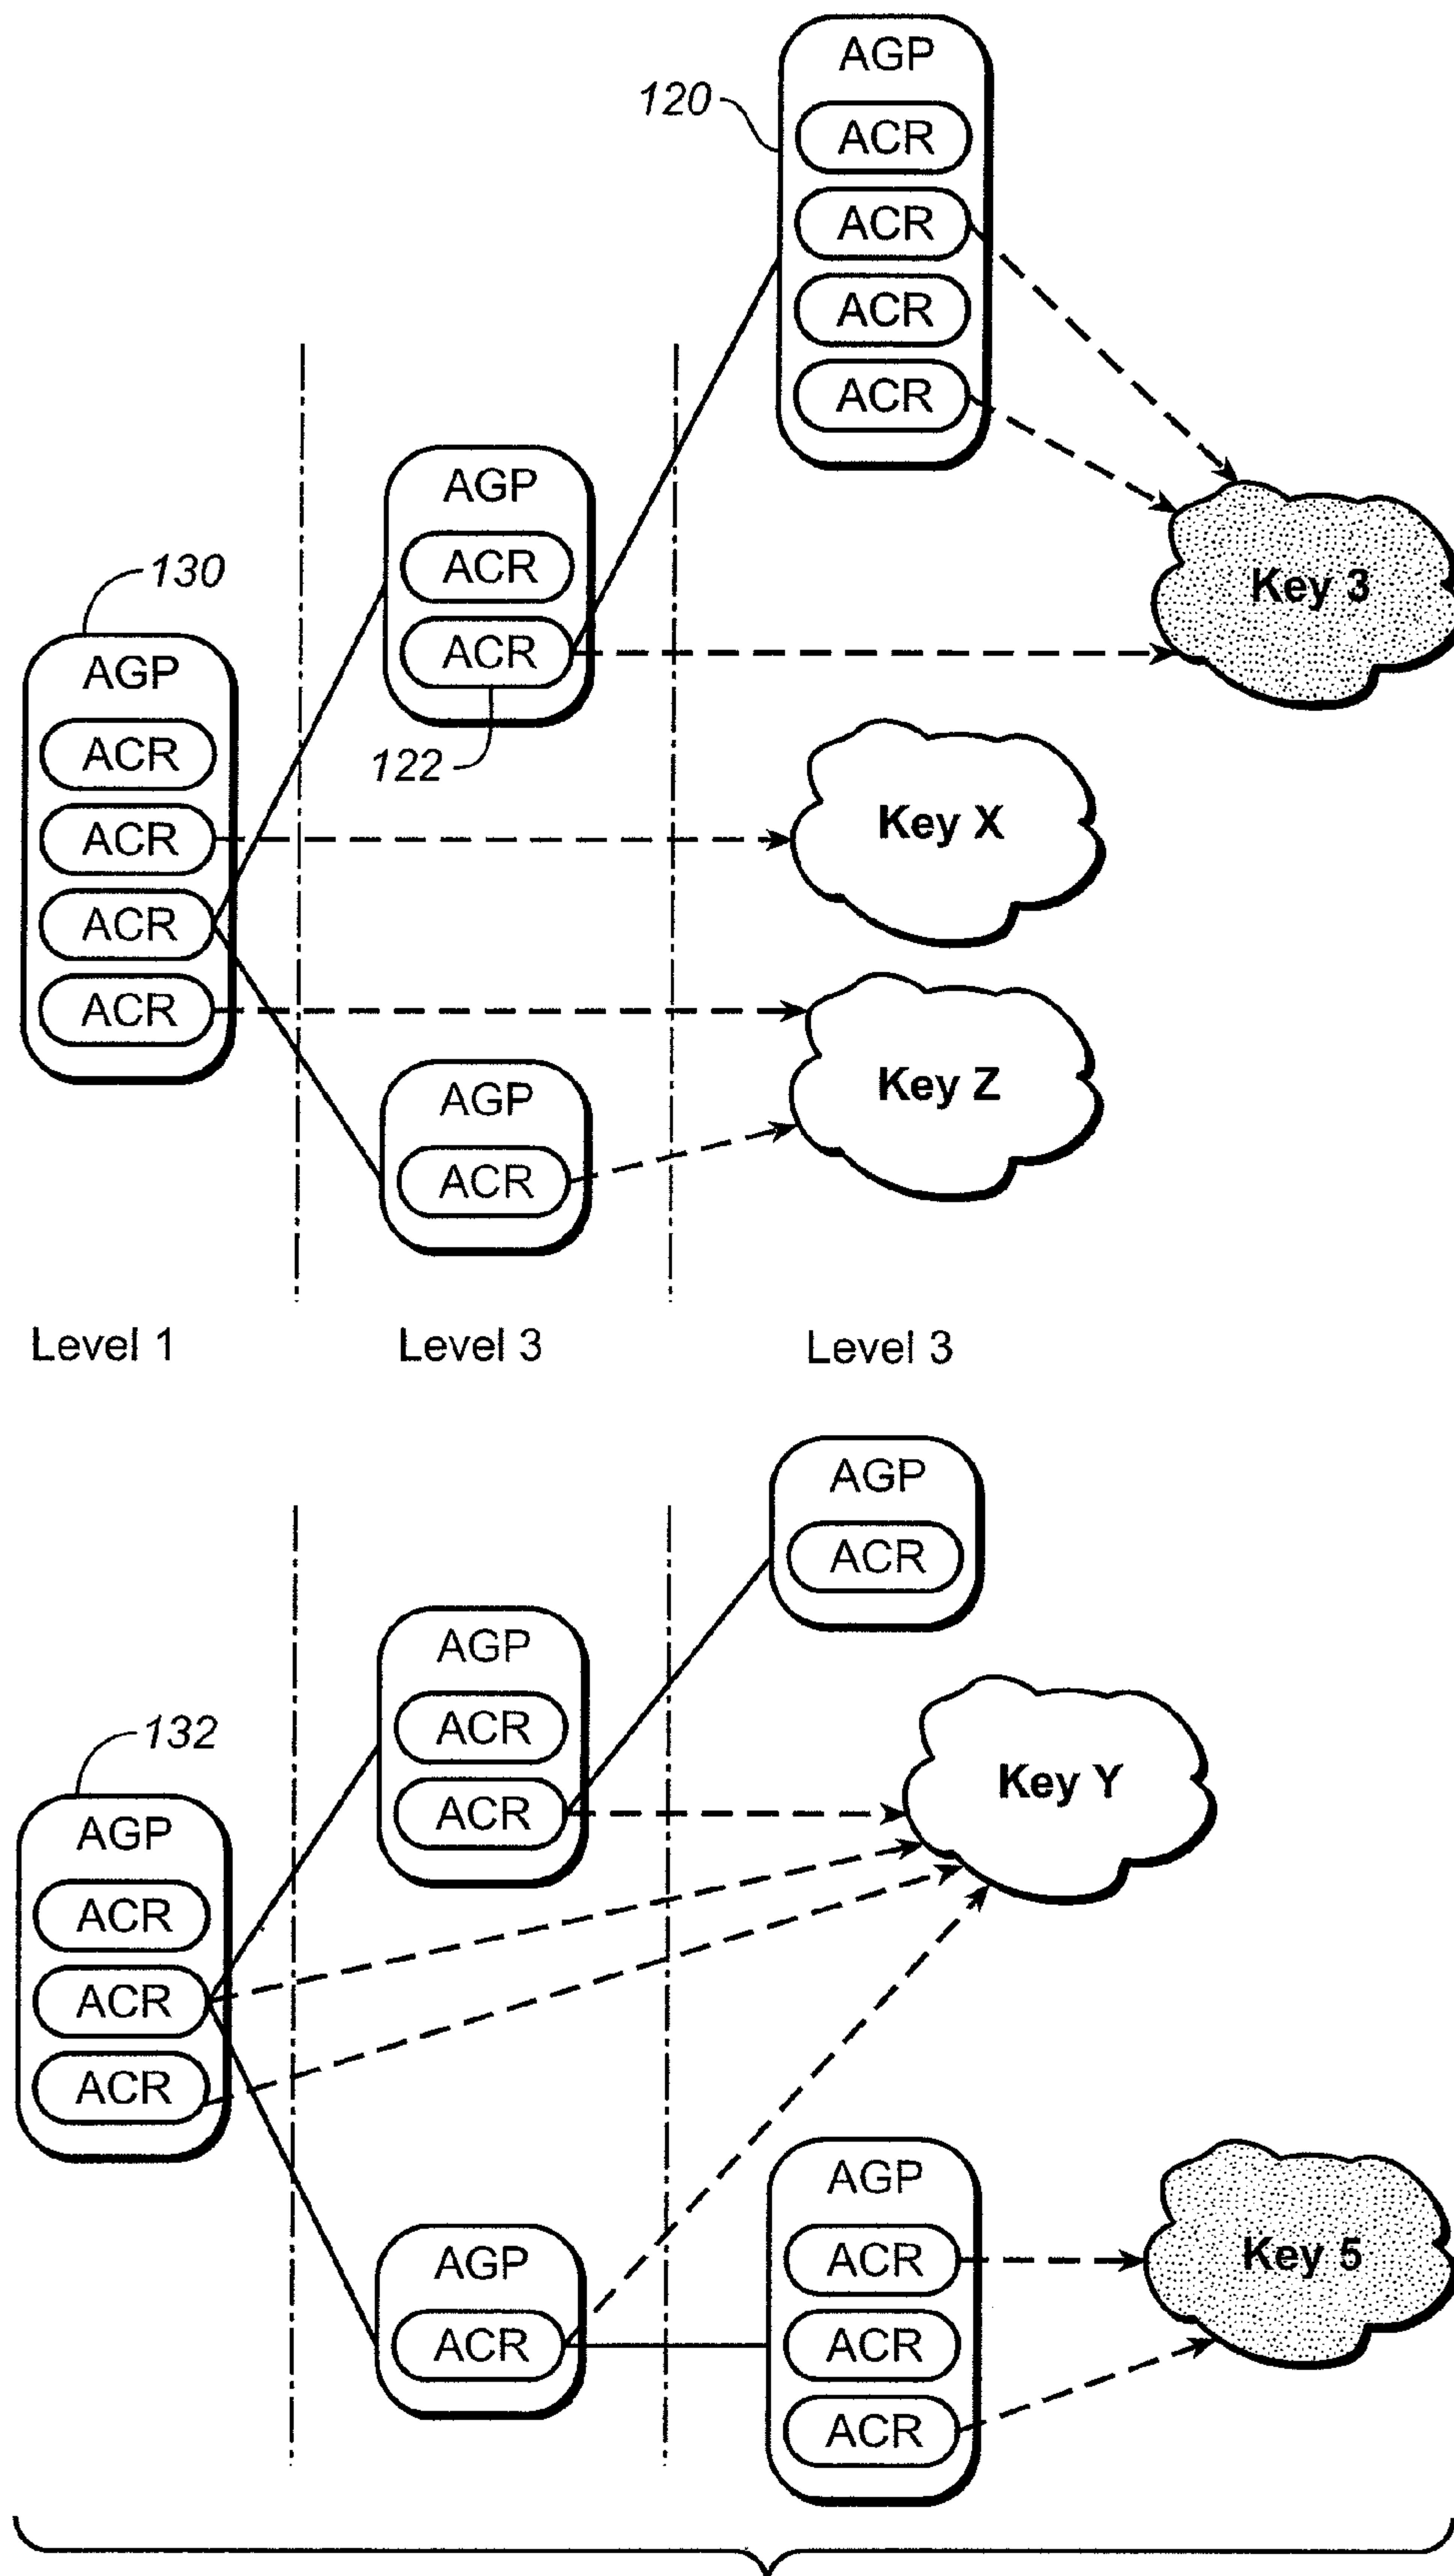 AGP
120
ACR
ACR
ACR
ACR
AGP
ACR
ACR
122
Key 3
130
AGP
ACR
ACR
ACR
ACR
Key X
Key Z
AGP
ACR
Level 1 Level 3 Level 3
AGP
ACR
AGP
ACR
ACR
Key Y
132
AGP
ACR
ACR
ACR
AGP
ACR
AGP
ACR
ACR
ACR
Key 5